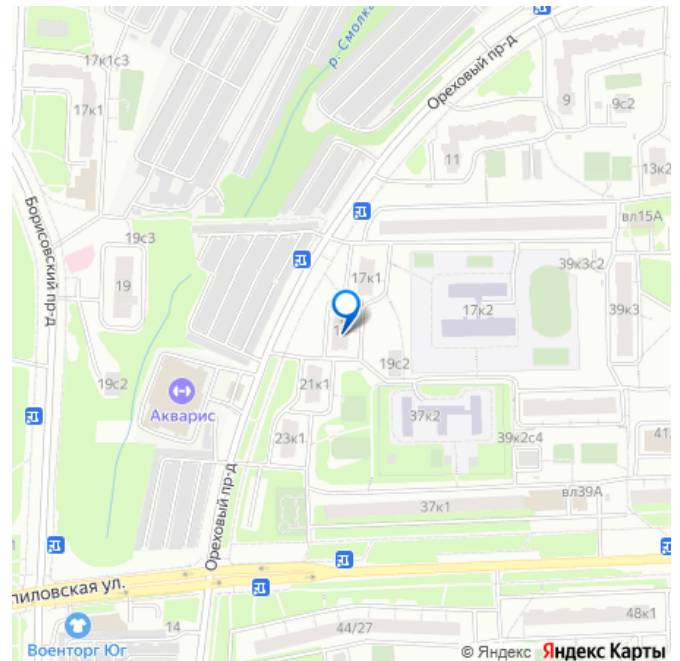 17к1с3
17к1
р. Смолка
Ореховый пр-д
9
9с2
11
13к2
вл15А
Борисовский пр-д
19с3
19
17к1
39к3с2
17к2
39к3
19с2
19с2
21к1
Акварис
37к2
23к1
39к2с4
41
вл39А
37к1
Ореховый пр-д
пиловская ул.
14
Военторг Юг
44/27
48к1
© Яндекс Яндекс Карты